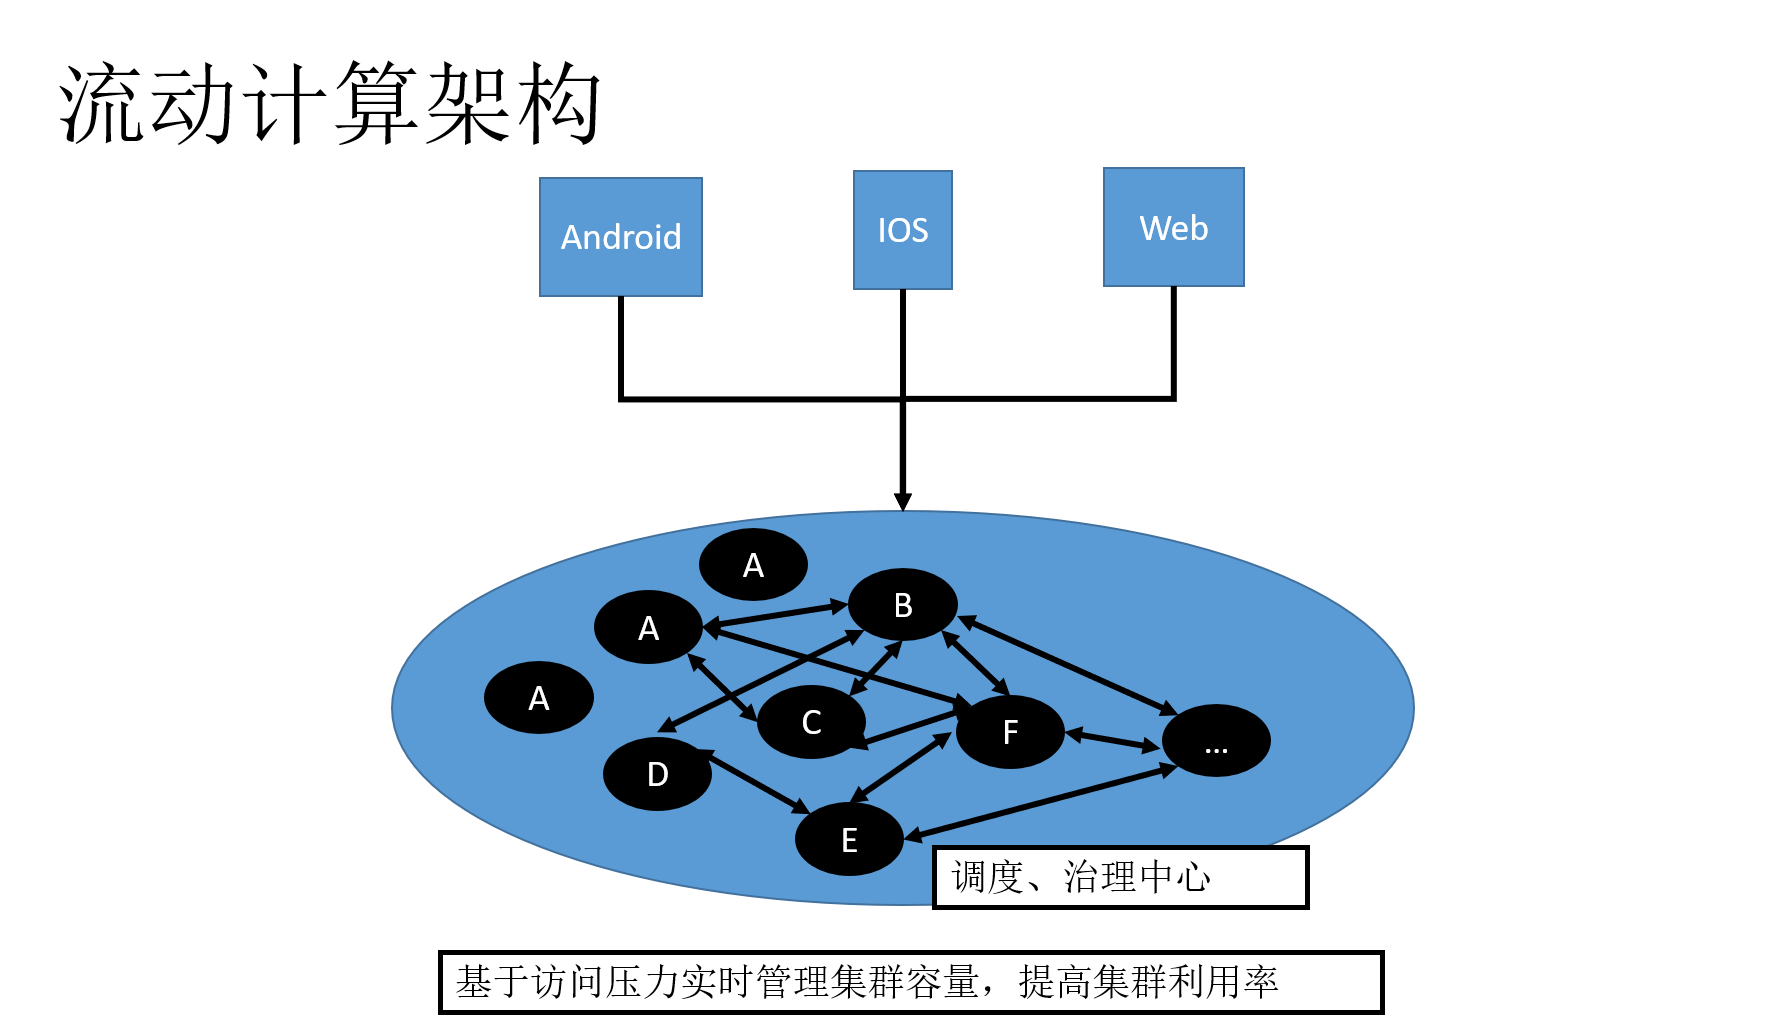 流动计算架构
Android
IOS
Web
A
B
A
A
C
F
...
D
E
调度、治理中心
基于访问压力实时管理集群容量，提高集群利用率